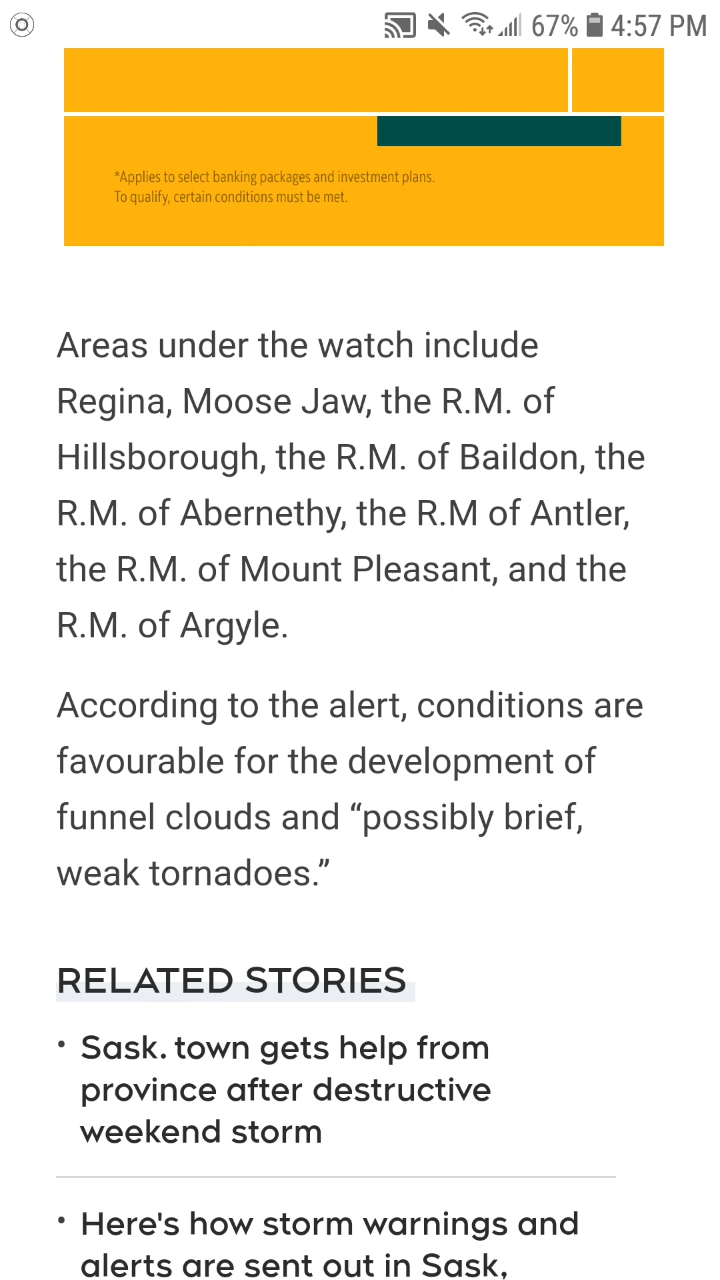 67% 4:57 PM
*Applies to select banking packages and investment plans.
To qualify, certain conditions must be met.
Areas under the watch include
Regina, Moose Jaw, the R.M. of
Hillsborough, the R.M. of Baildon, the
R.M. of Abernethy, the R.M of Antler,
the R.M. of Mount Pleasant, and the
R.M. of Argyle.
According to the alert, conditions are
favourable for the development of
funnel clouds and “possibly brief,
weak tornadoes.”
RELATED STORIES
• Sask. town gets help from
province after destructive
weekend storm
• Here's how storm warnings and
alerts are sent out in Sask,